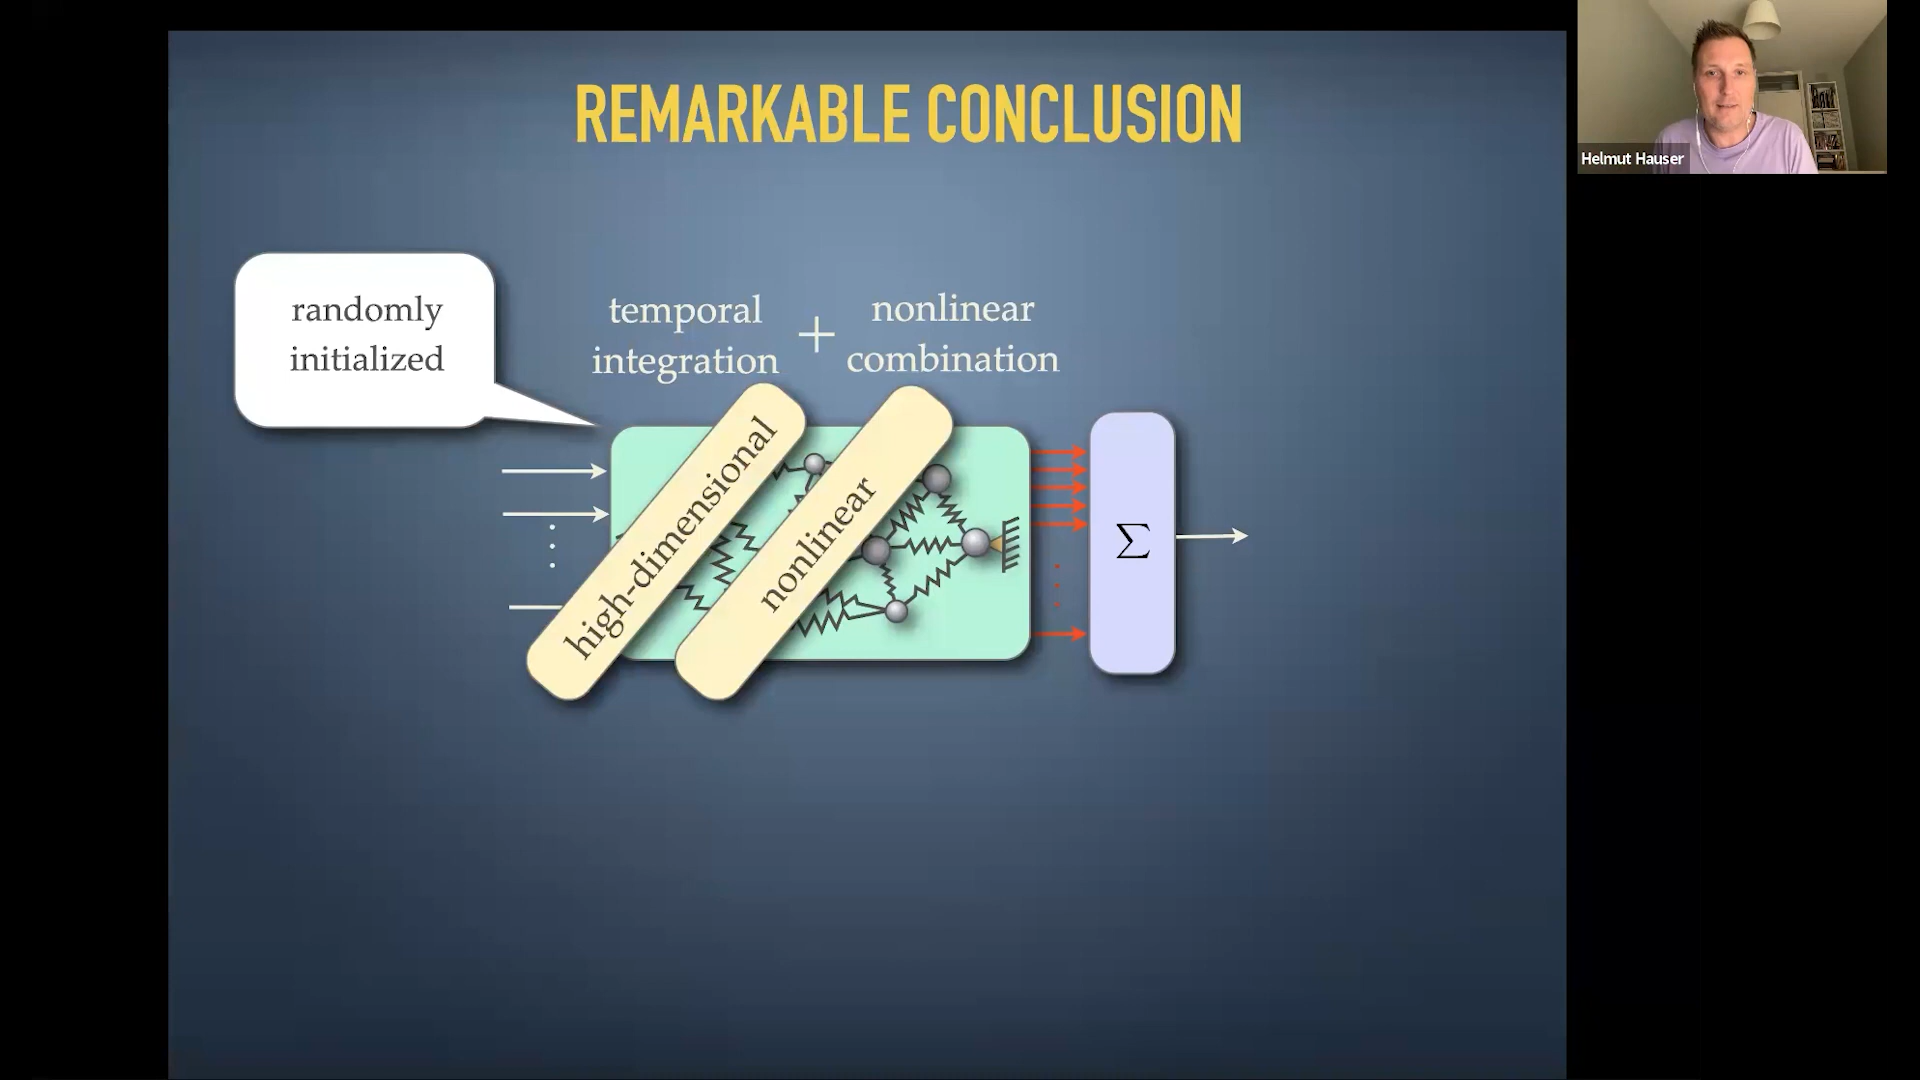 REMARKABLE CONCLUSION
Helmut Hauser
randomly
initialized
temporal
integration
+
nonlinear
combination
high-dimensional
nonlinear
Σ